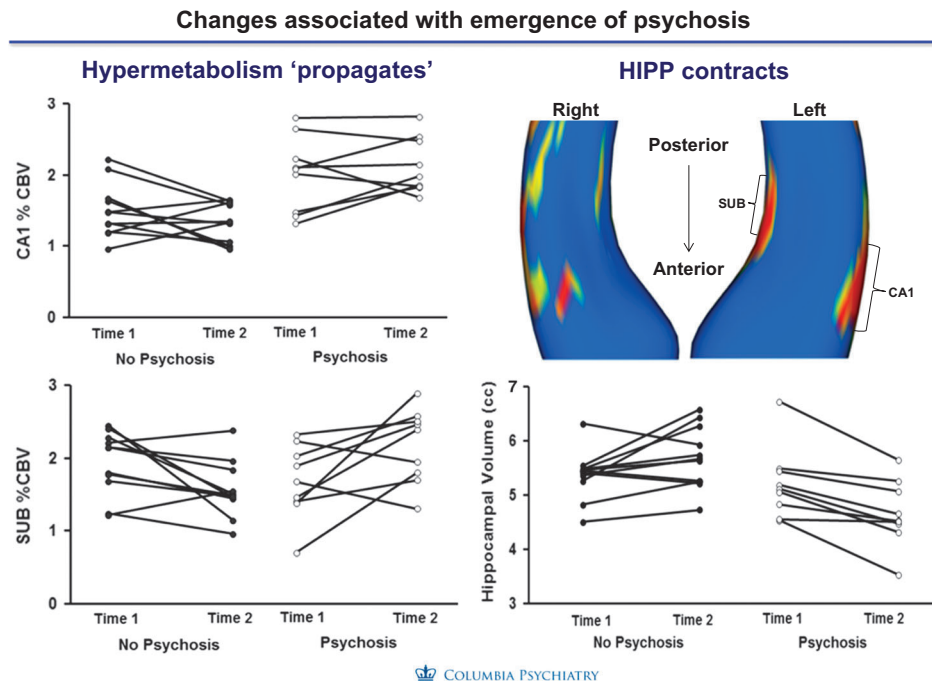 Changes associated with emergence of psychosis
Hypermetabolism ‘propagates’
CA1 % CBV
3
2
1
0
Time 1
Time 2
Time 1
Time 2
No Psychosis
Psychosis
SUB %CBV
3
2
1
0
Time 1
Time 2
Time 1
Time 2
No Psychosis
Psychosis
HIPP contracts
Right
Left
Posterior
SUB
Anterior
CA1
Hippocampal Volume (cc)
7
6
5
4
3
Time 1
Time 2
Time 1
Time 2
No Psychosis
Psychosis
COLUMBIA PSYCHIATRY